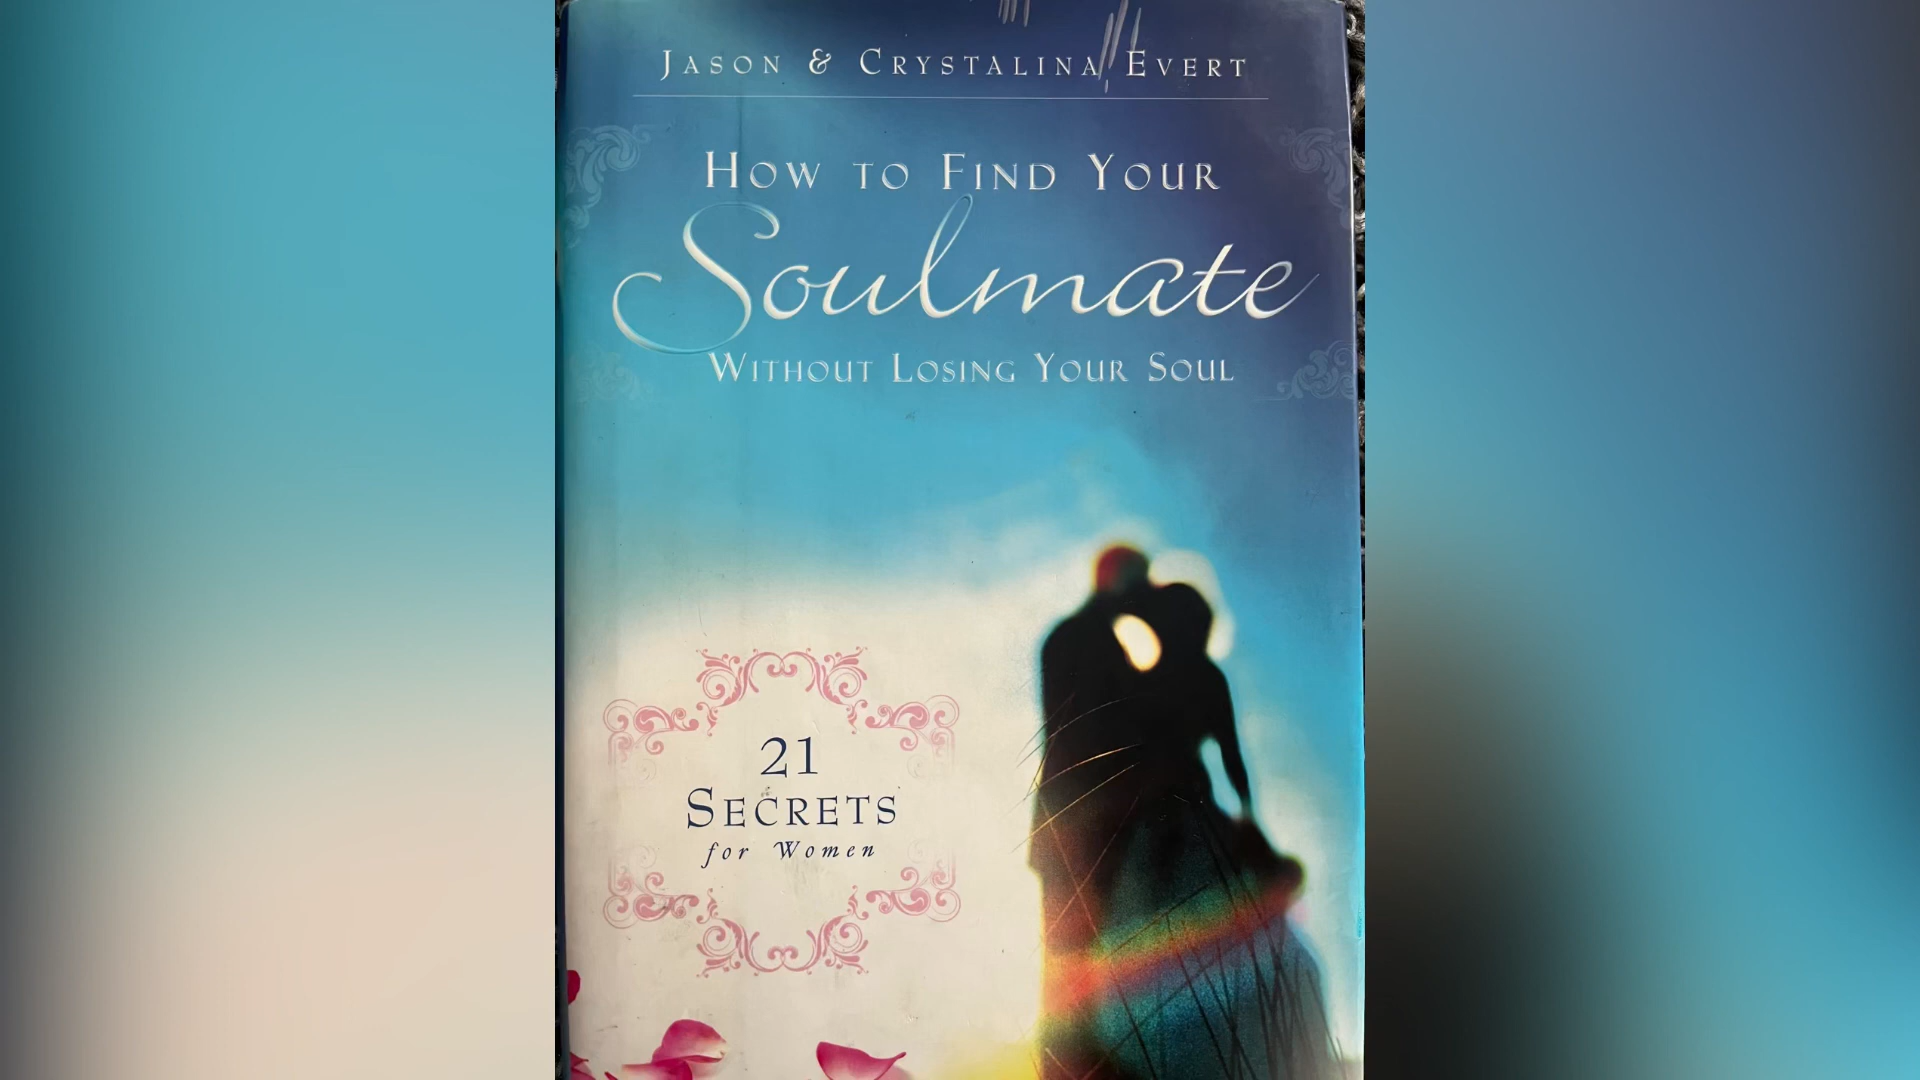 JASON & CRYSTALINA EVERT
HOW TO FIND YOUR
Soulmate
WITHOUT LOSING YOUR SOUL
21
SECRETS
for Women